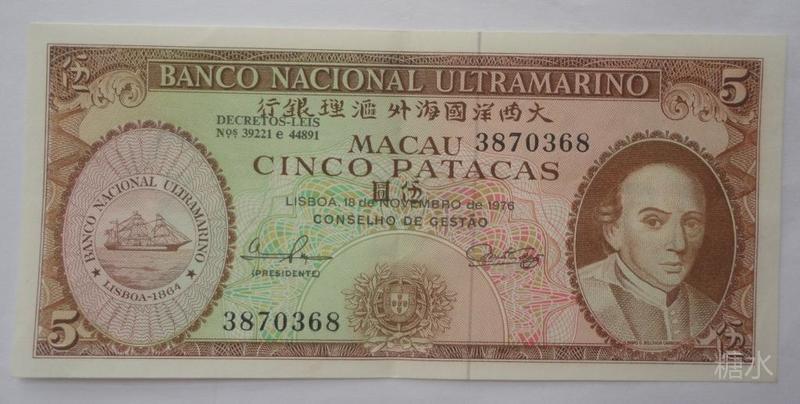 伍
BANCO NACIONAL ULTRAMARINO
5
大西洋國海外滙理銀行
DECRETOS-LEIS
Nos 39221 e 44891
MACAU 3870368
CINCO PATACAS
伍圓
LISBOA, 18 de NOVEMBRO de 1976
CONSELHO DE GESTÃO
BANCO NACIONAL ULTRAMARINO
LISBOA-1864
(PRESIDENTE)
5
3870368
伍
糖水